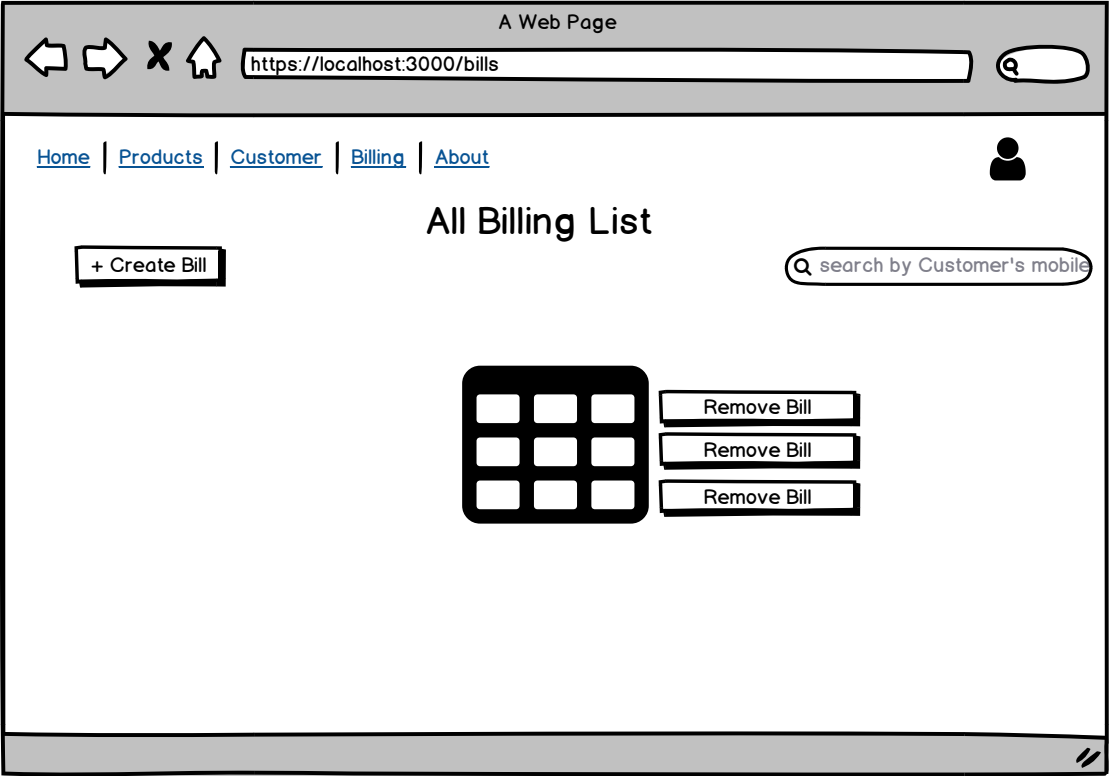 A Web Page
https://localhost:3000/bills
Home Products Customer Billing About
All Billing List
+ Create Bill
search by Customer's mobile
Remove Bill
Remove Bill
Remove Bill